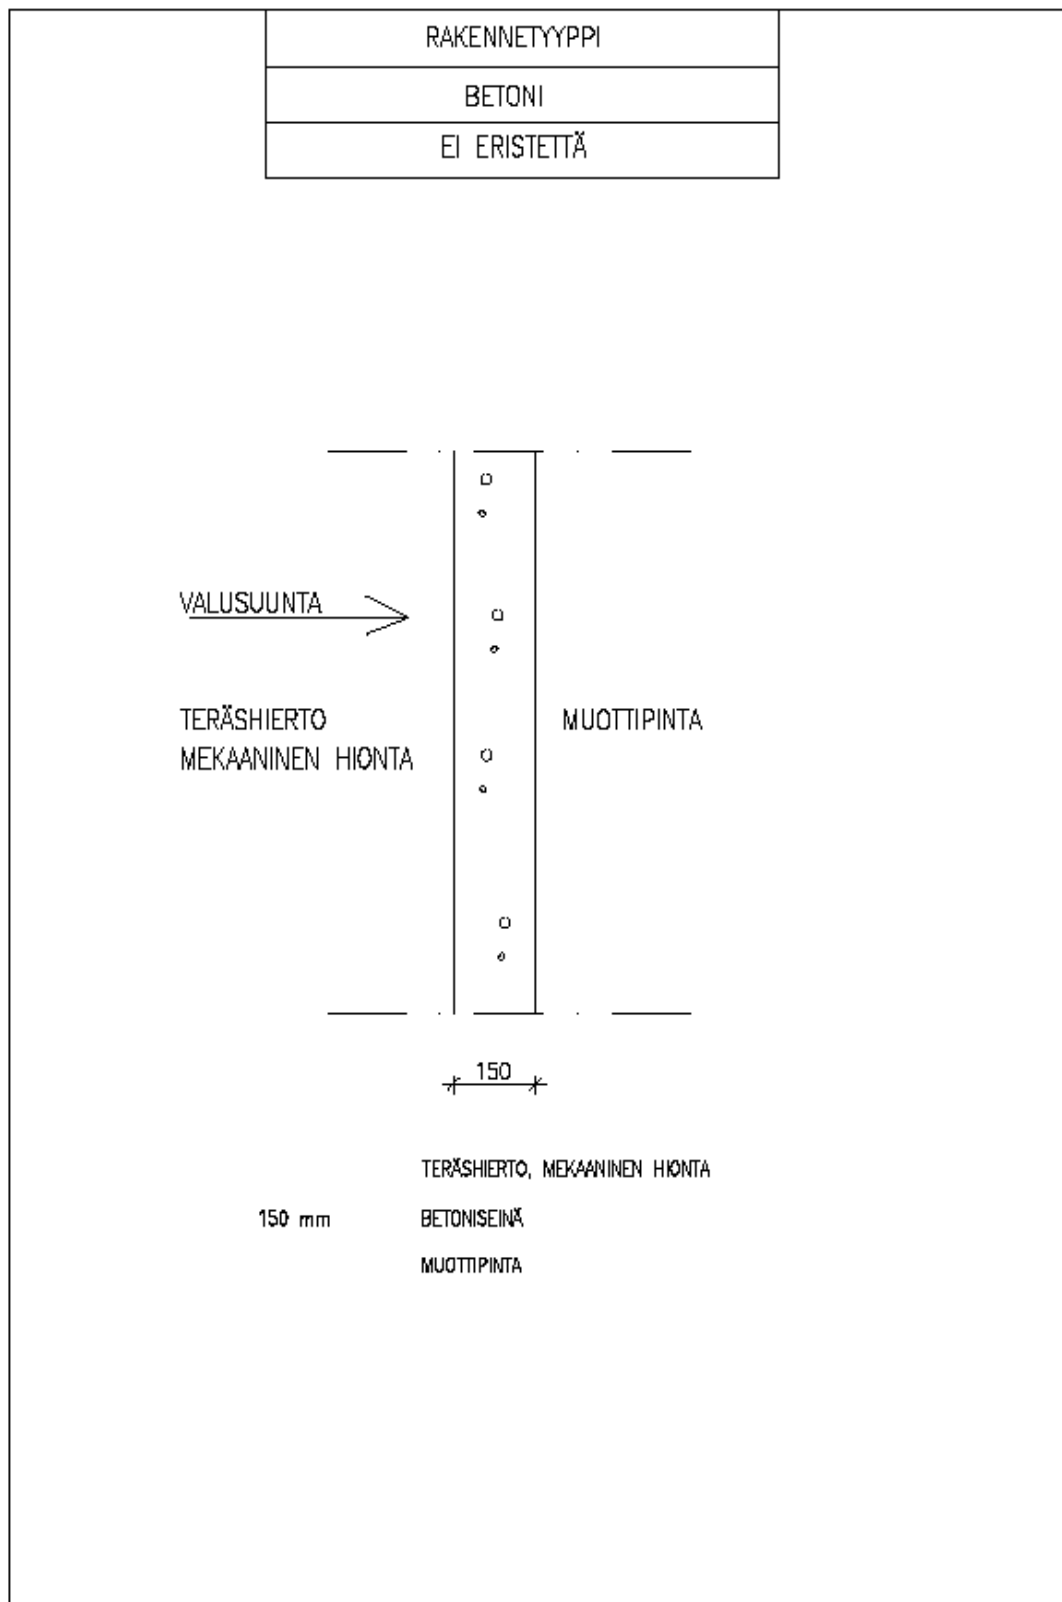 RAKENNETYYPPI
BETONI
EI ERISTETTÄ
VALUSUUNTA
TERÄSHIERTO
MEKAANINEN HIONTA
MUOTTIPINTA
150
TERÄSHIERTO, MEKAANINEN HIONTA
150 mm BETONISEINÄ
MUOTTIPINTA